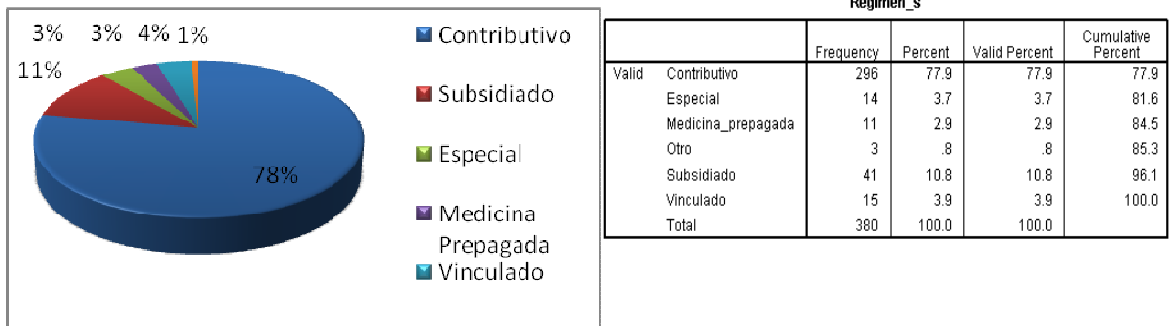 3% 3% 4% 1%
11%
78%
Contributivo
Subsidiado
Especial
Medicina
Prepagada
Vinculado
Regimen_s
Frequency Percent Valid Percent Cumulative Percent
Valid Contributivo 296 77.9 77.9 77.9
Especial 14 3.7 3.7 81.6
Medicina_prepagada 11 2.9 2.9 84.5
Otro 3 .8 .8 85.3
Subsidiado 41 10.8 10.8 96.1
Vinculado 15 3.9 3.9 100.0
Total 380 100.0 100.0